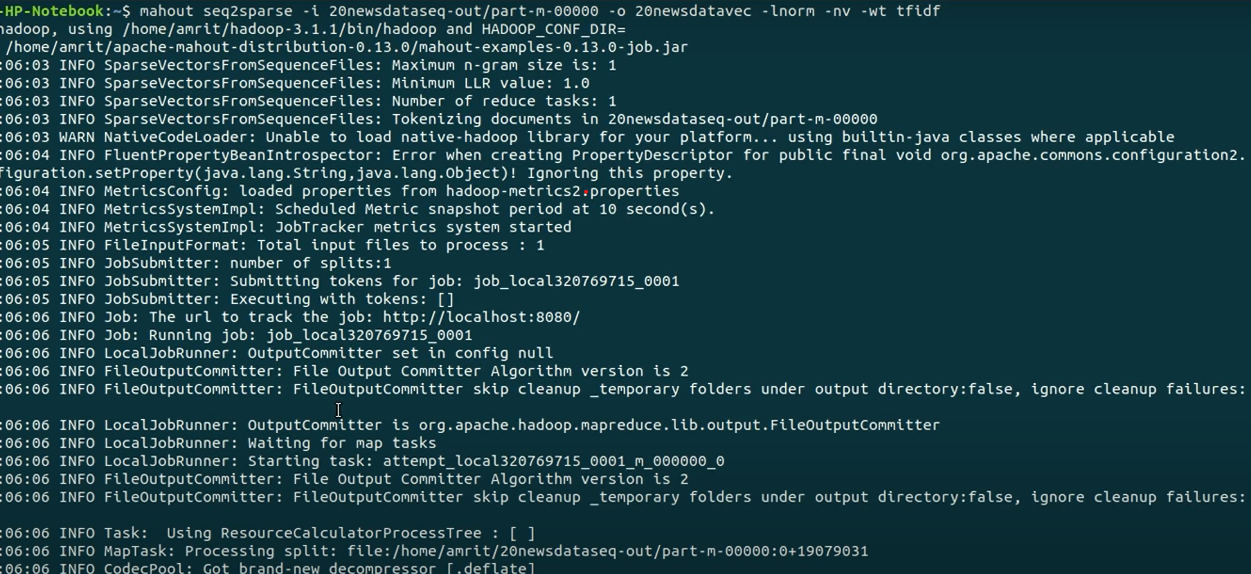 -HP-Notebook:~$ mahout seq2sparse -i 20newsdataseq-out/part-m-00000 -o 20newsdatavec -lnorm -nv -wt tfidf
hadoop, using /home/amrit/hadoop-3.1.1/bin/hadoop and HADOOP_CONF_DIR=
/home/amrit/apache-mahout-distribution-0.13.0/mahout-examples-0.13.0-job.jar
:06:03 INFO SparseVectorsFromSequenceFiles: Maximum n-gram size is: 1
:06:03 INFO SparseVectorsFromSequenceFiles: Minimum LLR value: 1.0
:06:03 INFO SparseVectorsFromSequenceFiles: Number of reduce tasks: 1
:06:03 INFO SparseVectorsFromSequenceFiles: Tokenizing documents in 20newsdataseq-out/part-m-00000
:06:03 WARN NativeCodeLoader: Unable to load native-hadoop library for your platform... using builtin-java classes where applicable
:06:04 INFO FluentPropertyBeanIntrospector: Error when creating PropertyDescriptor for public final void org.apache.commons.configuration2.
figuration.setProperty(java.lang.String,java.lang.Object)! Ignoring this property.
:06:04 INFO MetricsConfig: loaded properties from hadoop-metrics2.properties
:06:04 INFO MetricsSystemImpl: Scheduled Metric snapshot period at 10 second(s).
:06:04 INFO MetricsSystemImpl: JobTracker metrics system started
:06:05 INFO FileInputFormat: Total input files to process : 1
:06:05 INFO JobSubmitter: number of splits:1
:06:05 INFO JobSubmitter: Submitting tokens for job: job_local320769715_0001
:06:05 INFO JobSubmitter: Executing with tokens: []
:06:06 INFO Job: The url to track the job: http://localhost:8080/
:06:06 INFO Job: Running job: job_local320769715_0001
:06:06 INFO LocalJobRunner: OutputCommitter set in config null
:06:06 INFO FileOutputCommitter: File Output Committer Algorithm version is 2
:06:06 INFO FileOutputCommitter: FileOutputCommitter skip cleanup _temporary folders under output directory:false, ignore cleanup failures:
:06:06 INFO LocalJobRunner: OutputCommitter is org.apache.hadoop.mapreduce.lib.output.FileOutputCommitter
:06:06 INFO LocalJobRunner: Waiting for map tasks
:06:06 INFO LocalJobRunner: Starting task: attempt_local320769715_0001_m_000000_0
:06:06 INFO FileOutputCommitter: File Output Committer Algorithm version is 2
:06:06 INFO FileOutputCommitter: FileOutputCommitter skip cleanup _temporary folders under output directory:false, ignore cleanup failures:
:06:06 INFO Task:  Using ResourceCalculatorProcessTree : [ ]
:06:06 INFO MapTask: Processing split: file:/home/amrit/20newsdataseq-out/part-m-00000:0+19079031
:06:06 INFO CodecPool: Got brand-new decompressor [.deflate]